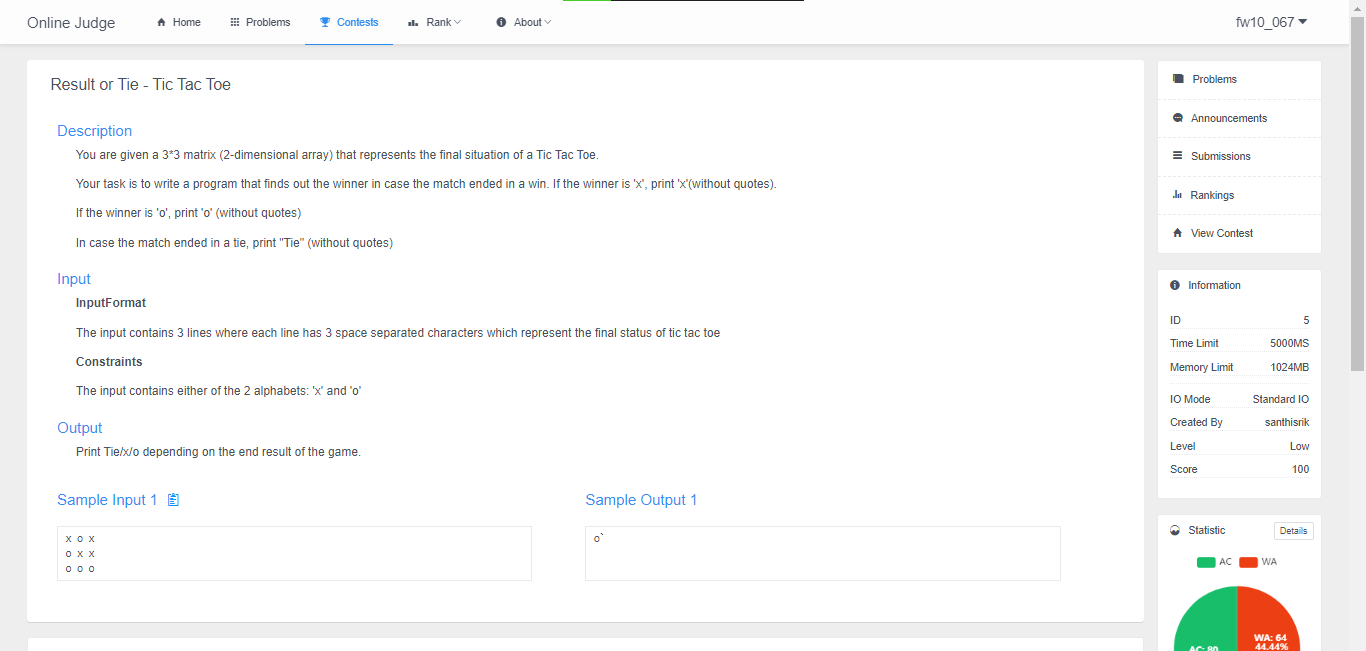 Online Judge Home Problems Contests Rank About fw10_067
Result or Tie - Tic Tac Toe
Description
You are given a 3*3 matrix (2-dimensional array) that represents the final situation of a Tic Tac Toe.
Your task is to write a program that finds out the winner in case the match ended in a win. If the winner is 'x', print 'x'(without quotes).
If the winner is 'o', print 'o' (without quotes)
In case the match ended in a tie, print "Tie" (without quotes)
Input
InputFormat
The input contains 3 lines where each line has 3 space separated characters which represent the final status of tic tac toe
Constraints
The input contains either of the 2 alphabets: 'x' and 'o'
Output
Print Tie/x/o depending on the end result of the game.
Sample Input 1
x o x
o x x
o o o
Sample Output 1
o`
Problems
Announcements
Submissions
Rankings
View Contest
Information
ID 5
Time Limit 5000MS
Memory Limit 1024MB
IO Mode Standard IO
Created By santhisrik
Level Low
Score 100
Statistic Details
AC WA
WA: 64
44.44%
AC: 80